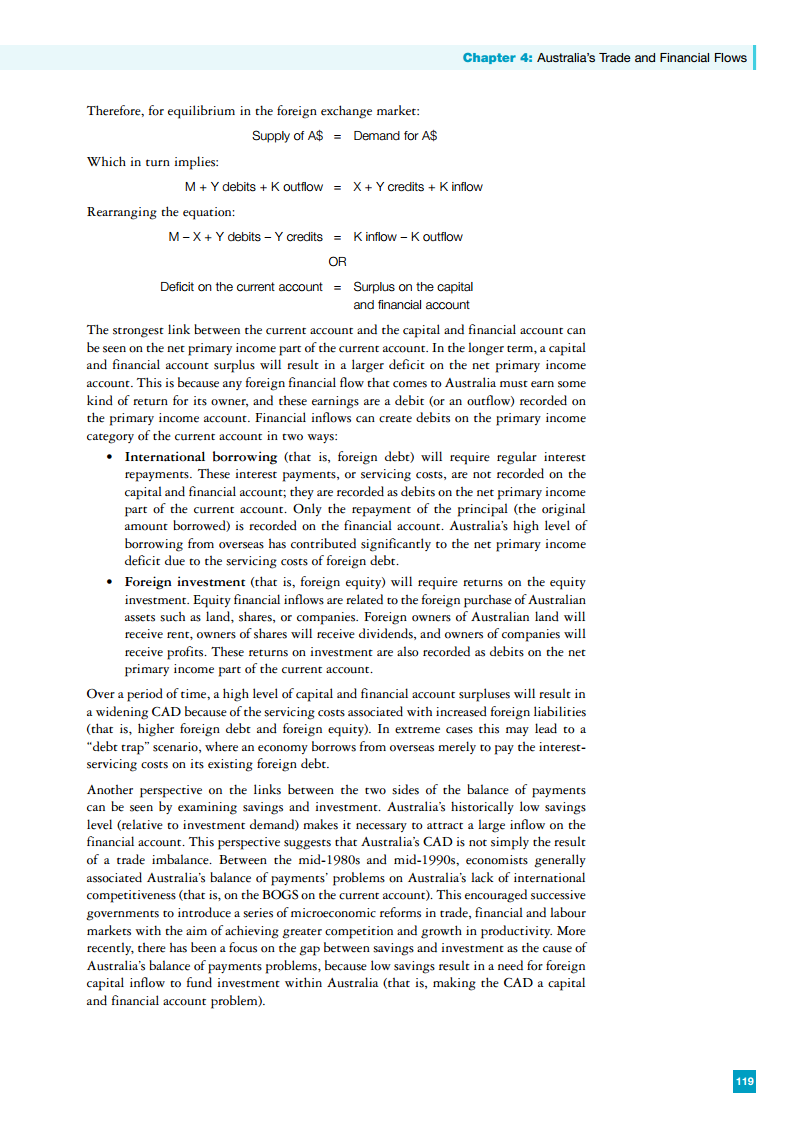 Chapter 4: Australia's Trade and Financial Flows
Therefore, for equilibrium in the foreign exchange market:
Supply of A$ = Demand for A$
Which in turn implies:
M + Y debits + K outflow = X + Y credits + K inflow
Rearranging the equation:
M – X + Y debits – Y credits = K inflow – K outflow
OR
Deficit on the current account = Surplus on the capital
and financial account
The strongest link between the current account and the capital and financial account can
be seen on the net primary income part of the current account. In the longer term, a capital
and financial account surplus will result in a larger deficit on the net primary income
account. This is because any foreign financial flow that comes to Australia must earn some
kind of return for its owner, and these earnings are a debit (or an outflow) recorded on
the primary income account. Financial inflows can create debits on the primary income
category of the current account in two ways:
• International borrowing (that is, foreign debt) will require regular interest
repayments. These interest payments, or servicing costs, are not recorded on the
capital and financial account; they are recorded as debits on the net primary income
part of the current account. Only the repayment of the principal (the original
amount borrowed) is recorded on the financial account. Australia's high level of
borrowing from overseas has contributed significantly to the net primary income
deficit due to the servicing costs of foreign debt.
• Foreign investment (that is, foreign equity) will require returns on the equity
investment. Equity financial inflows are related to the foreign purchase of Australian
assets such as land, shares, or companies. Foreign owners of Australian land will
receive rent, owners of shares will receive dividends, and owners of companies will
receive profits. These returns on investment are also recorded as debits on the net
primary income part of the current account.
Over a period of time, a high level of capital and financial account surpluses will result in
a widening CAD because of the servicing costs associated with increased foreign liabilities
(that is, higher foreign debt and foreign equity). In extreme cases this may lead to a
“debt trap” scenario, where an economy borrows from overseas merely to pay the interest-
servicing costs on its existing foreign debt.
Another perspective on the links between the two sides of the balance of payments
can be seen by examining savings and investment. Australia's historically low savings
level (relative to investment demand) makes it necessary to attract a large inflow on the
financial account. This perspective suggests that Australia's CAD is not simply the result
of a trade imbalance. Between the mid-1980s and mid-1990s, economists generally
associated Australia's balance of payments' problems on Australia's lack of international
competitiveness (that is, on the BOGS on the current account). This encouraged successive
governments to introduce a series of microeconomic reforms in trade, financial and labour
markets with the aim of achieving greater competition and growth in productivity. More
recently, there has been a focus on the gap between savings and investment as the cause of
Australia's balance of payments problems, because low savings result in a need for foreign
capital inflow to fund investment within Australia (that is, making the CAD a capital
and financial account problem).
119